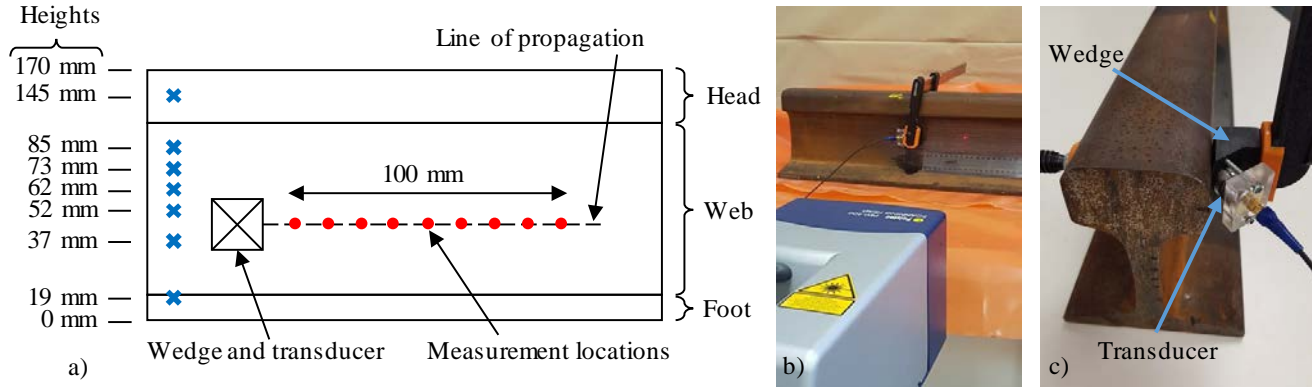 Heights
170 mm
145 mm
85 mm
73 mm
62 mm
52 mm
37 mm
19 mm
0 mm
Line of propagation
100 mm
Head
Web
Foot
Wedge and transducer
Measurement locations
a)
b)
Wedge
Transducer
c)